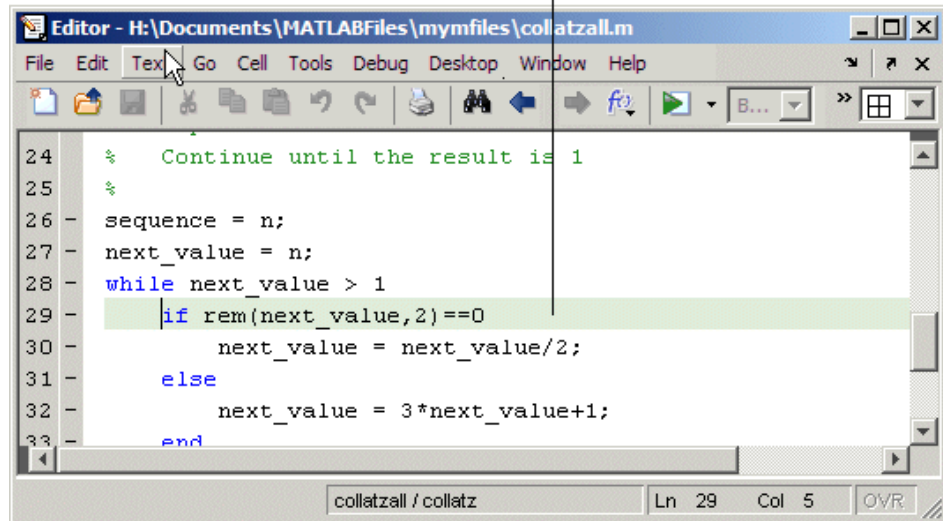 Editor - H:\Documents\MATLABFiles\mymfiles\collatzall.m
File Edit Text Go Cell Tools Debug Desktop Window Help
B...
24 % Continue until the result is 1
25 %
26 - sequence = n;
27 - next_value = n;
28 - while next_value > 1
29 - if rem(next_value,2)==0
30 - next_value = next_value/2;
31 - else
32 - next_value = 3*next_value+1;
33 - end
collatzall / collatz Ln 29 Col 5 OVR